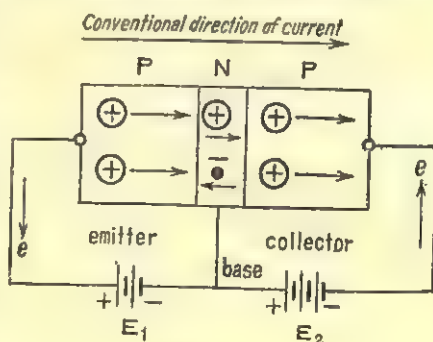 Conventional direction of current
P N P
+ + +
−
+ +
e emitter collector e
base
+ − + −
E₁ E₂